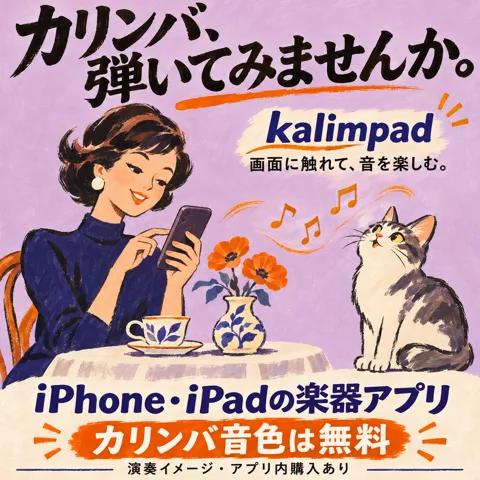 カリンバ、
弾いてみませんか。
kalimpad
画面に触れて、音を楽しむ。
iPhone・iPadの楽器アプリ
カリンバ音色は無料
演奏イメージ・アプリ内購入あり